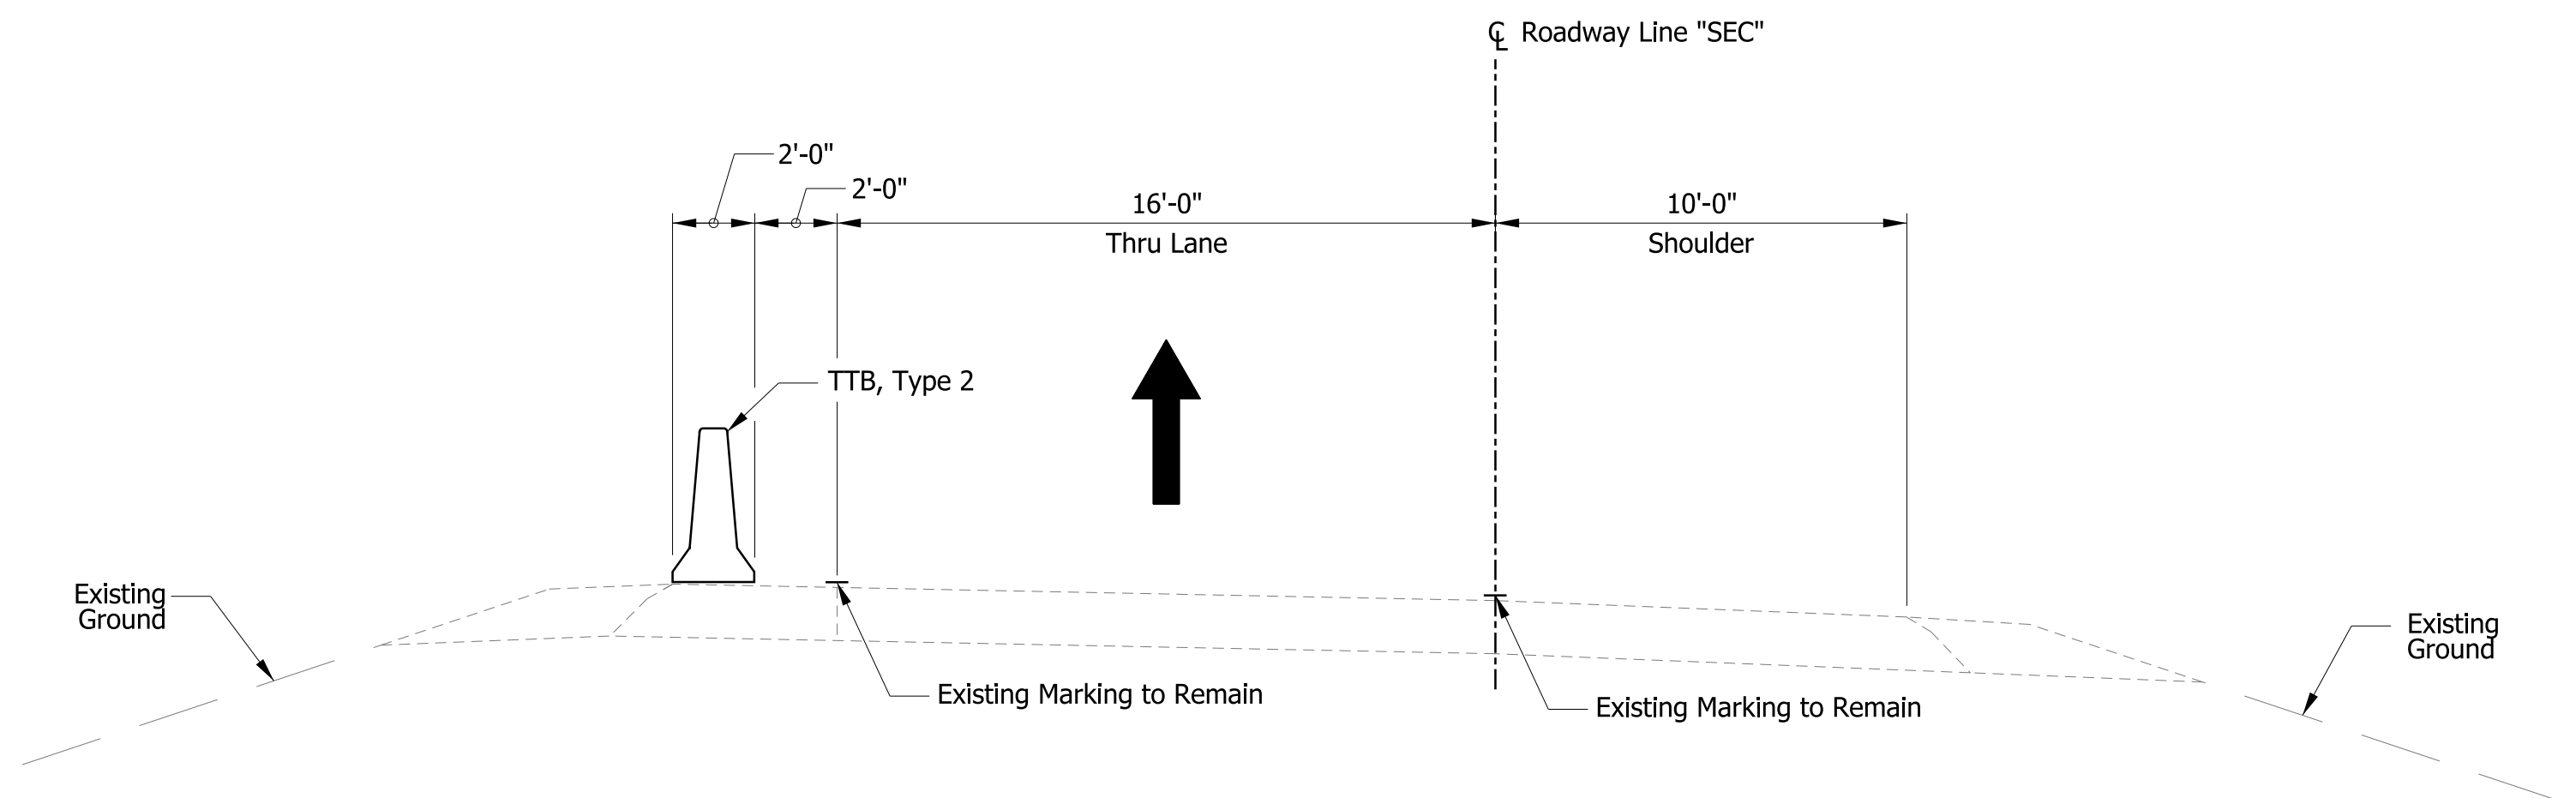 ℄ Roadway Line "SEC"
2'-0"
2'-0"
16'-0"
10'-0"
Thru Lane
Shoulder
TTB, Type 2
Existing
Ground
Existing
Ground
Existing Marking to Remain
Existing Marking to Remain